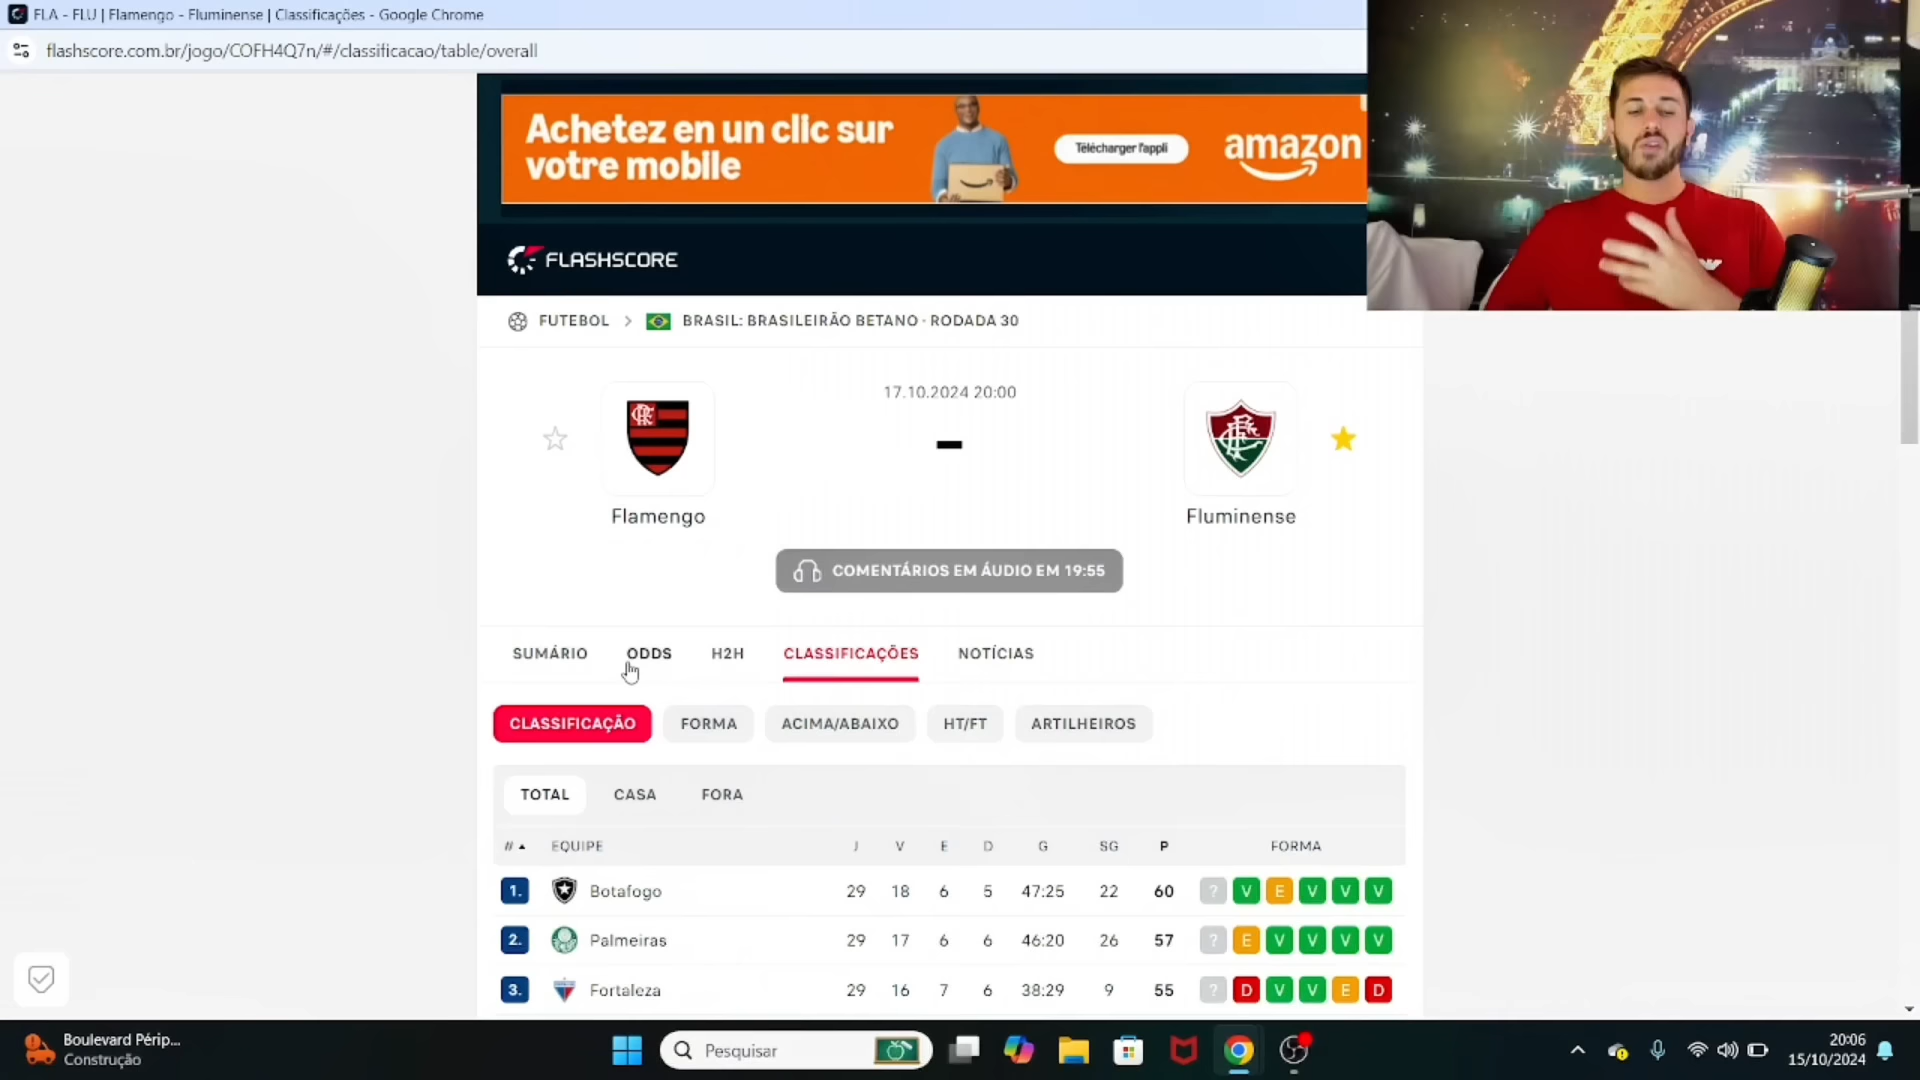 FLA - FLU | Flamengo - Fluminense | Classificações - Google Chrome
flashscore.com.br/jogo/COFH4Q7n/#/classificacao/table/overall
Achetez en un clic sur
votre mobile
Télécharger l'appli
amazon
FLASHSCORE
FUTEBOL > BRASIL: BRASILEIRÃO BETANO - RODADA 30
17.10.2024 20:00
-
Flamengo
Fluminense
COMENTÁRIOS EM ÁUDIO EM 19:55
SUMÁRIO ODDS H2H CLASSIFICAÇÕES NOTÍCIAS
CLASSIFICAÇÃO FORMA ACIMA/ABAIXO HT/FT ARTILHEIROS
TOTAL CASA FORA
# EQUIPE J V E D G SG P FORMA
1. Botafogo 29 18 6 5 47:25 22 60 ? V E V V V
2. Palmeiras 29 17 6 6 46:20 26 57 ? E V V V V
3. Fortaleza 29 16 7 6 38:29 9 55 ? D V V E D
Boulevard Périp...
Construção
Pesquisar
20:06
15/10/2024